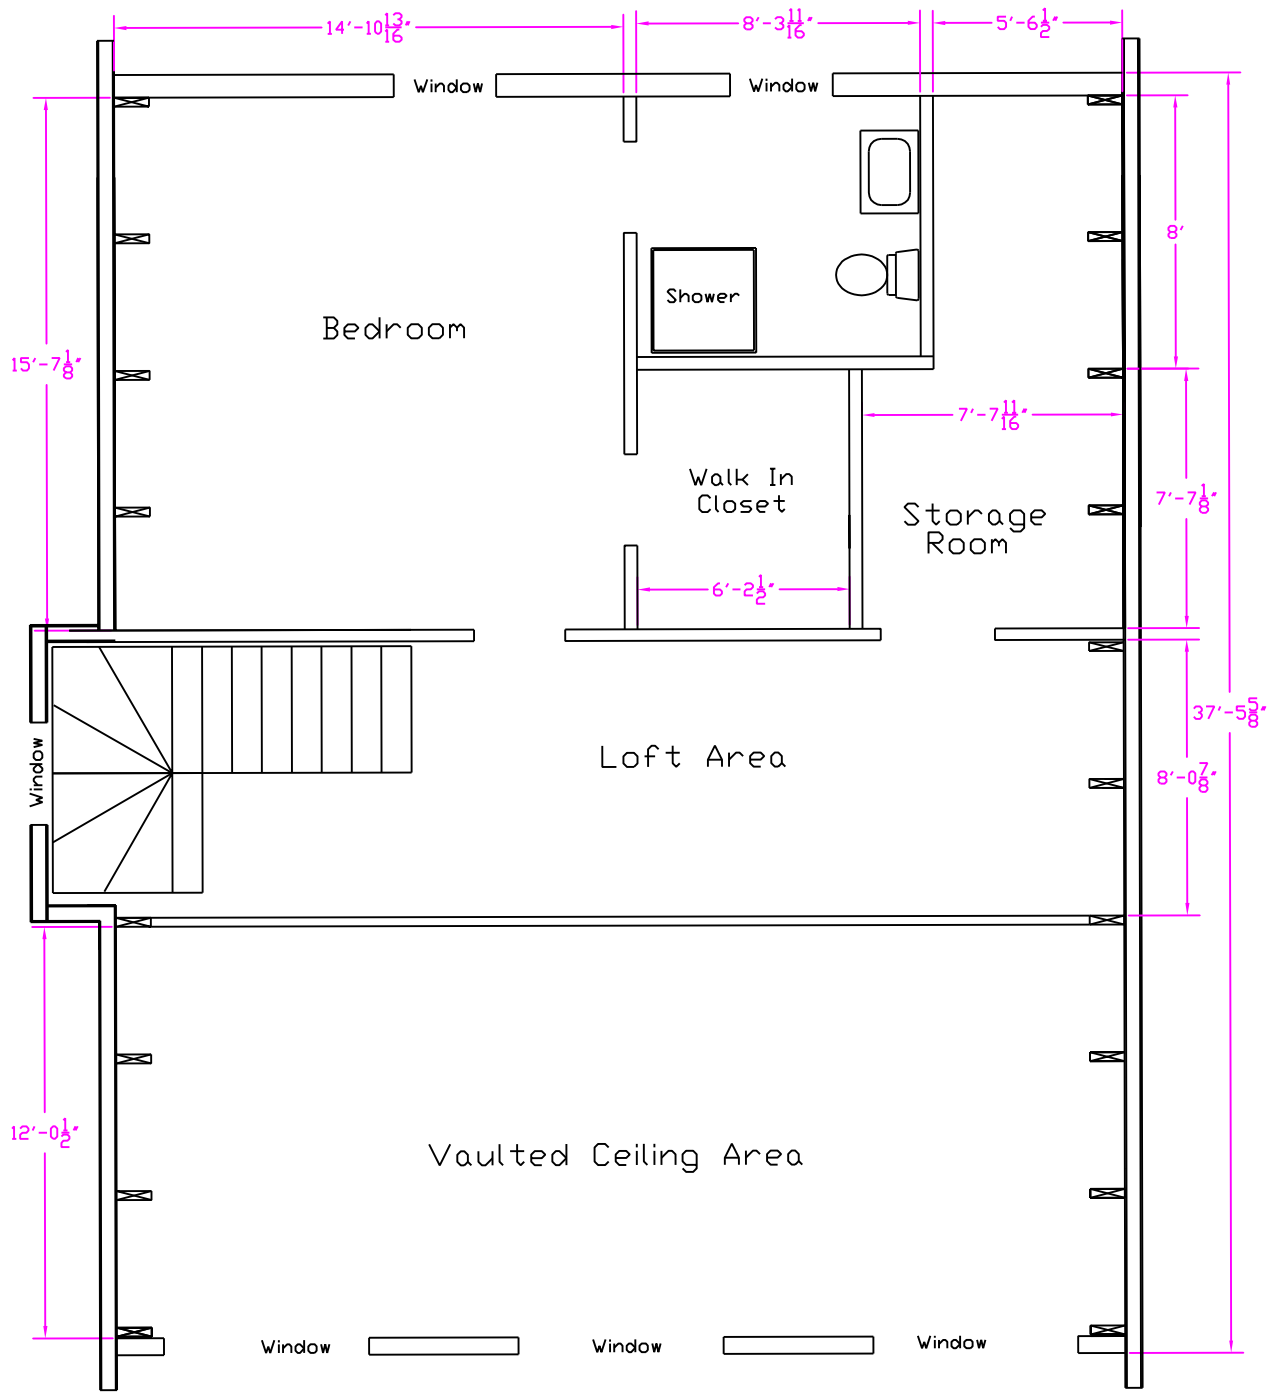 14'-10 13/16"
8'-3 11/16"
5'-6 1/2"
Window
Window
8'
Shower
Bedroom
15'-7 1/8"
7'-7 11/16"
Walk In
Closet
7'-7 1/8"
Storage
Room
6'-2 1/2"
37'-5 5/8"
Loft Area
Window
8'-0 7/8"
12'-0 1/2"
Vaulted Ceiling Area
Window
Window
Window